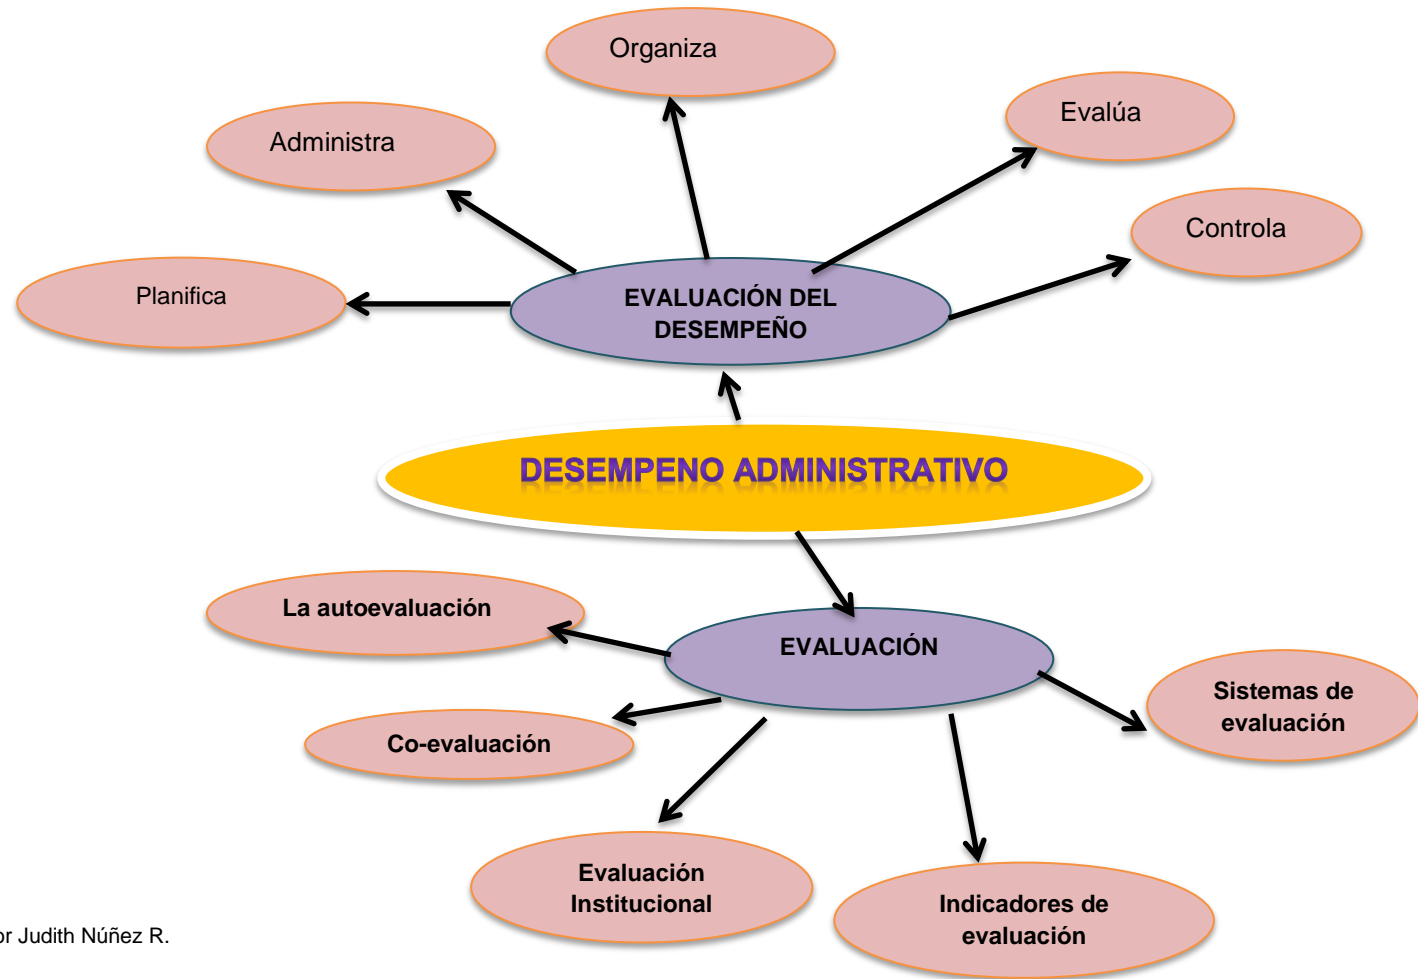 Organiza
Evalúa
Administra
Controla
Planifica
EVALUACIÓN DEL
DESEMPEÑO
DESEMPENO ADMINISTRATIVO
La autoevaluación
EVALUACIÓN
Sistemas de
evaluación
Co-evaluación
Evaluación
Institucional
Indicadores de
evaluación
or Judith Núñez R.